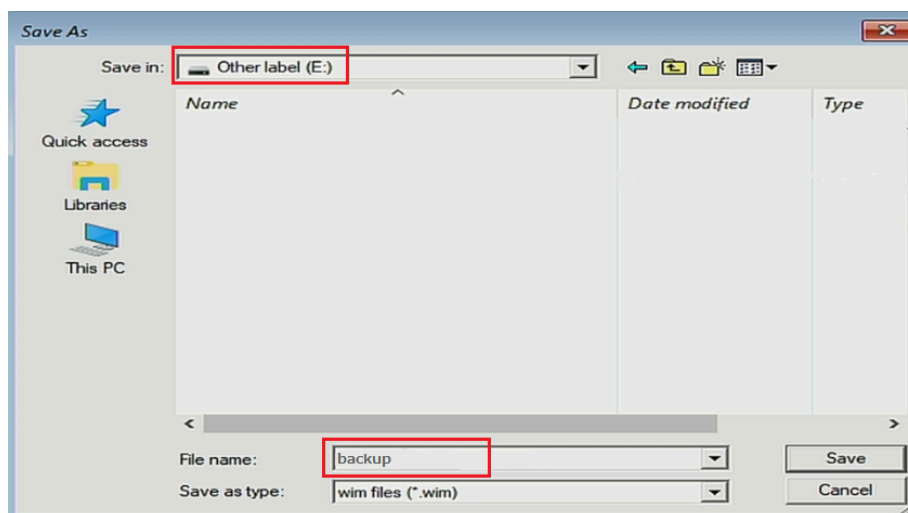 Save As
Save in: Other label (E:)
Name Date modified Type
Quick access
Libraries
This PC
File name: backup Save
Save as type: wim files (*.wim) Cancel